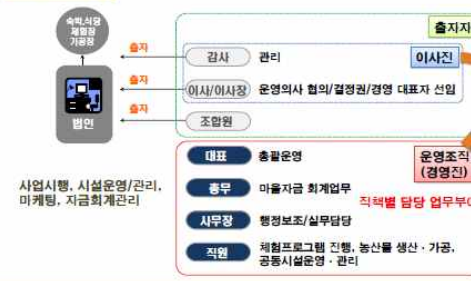 숙박,식당
체험장
가공장
법인
사업시행, 시설운영/관리,
마케팅, 자금회계관리
출자
출자
출자
출자자
이사진
감사 관리
이사/이사장 운영의사 협의/결정권/경영 대표자 선임
조합원
운영조직
(경영진)
대표 총괄운영
총무 마을자금 회계업무
직책별 담당 업무부여
사무장 행정보조/실무담당
직원 체험프로그램 진행, 농산물 생산 · 가공,
공동시설운영 · 관리